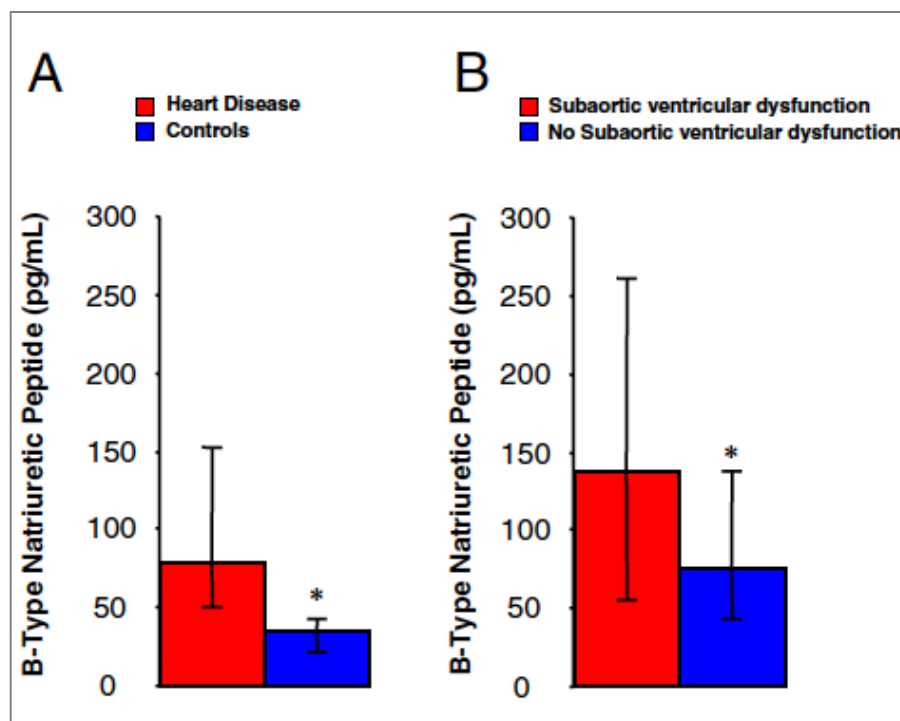 A
Heart Disease
Controls
B-Type Natriuretic Peptide (pg/mL)
300
250
200
150
100
50
0
*
B
Subaortic ventricular dysfunction
No Subaortic ventricular dysfunction
B-Type Natriuretic Peptide (pg/mL)
300
250
200
150
100
50
0
*